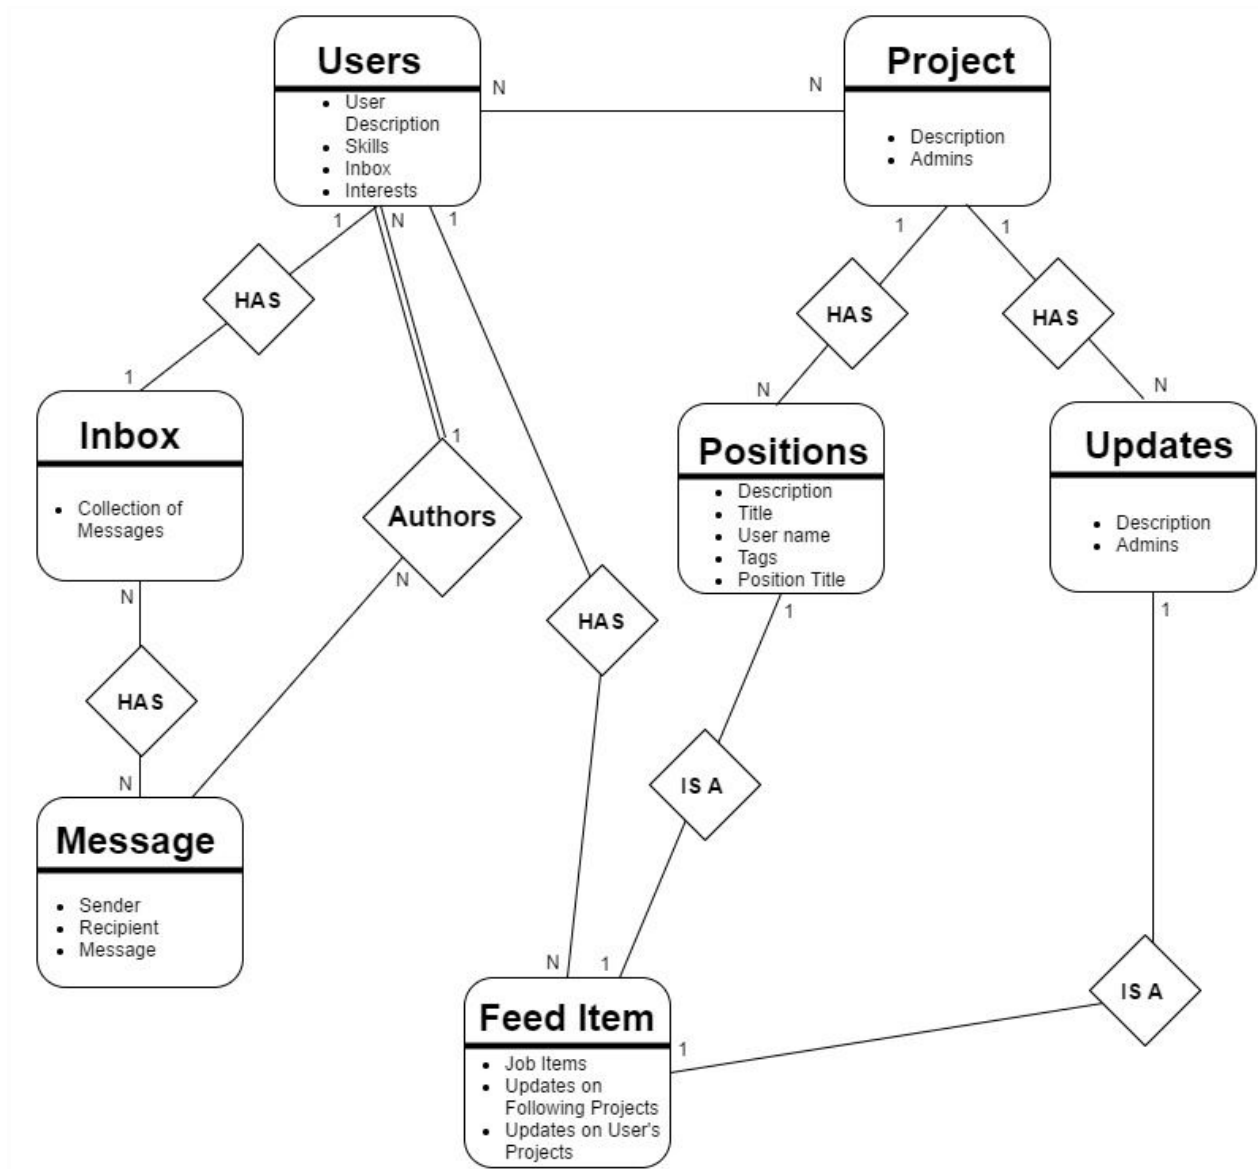 Users
• User
Description
• Skills
• Inbox
• Interests
Project
• Description
• Admins
N
N
1
N
1
1
1
HAS
HAS
HAS
1
N
N
Inbox
• Collection of
Messages
1
Authors
Positions
• Description
• Title
• User name
• Tags
• Position Title
Updates
• Description
• Admins
N
N
1
1
HAS
HAS
N
IS A
Message
• Sender
• Recipient
• Message
N
1
IS A
Feed Item
• Job Items
• Updates on
Following Projects
• Updates on User's
Projects
1